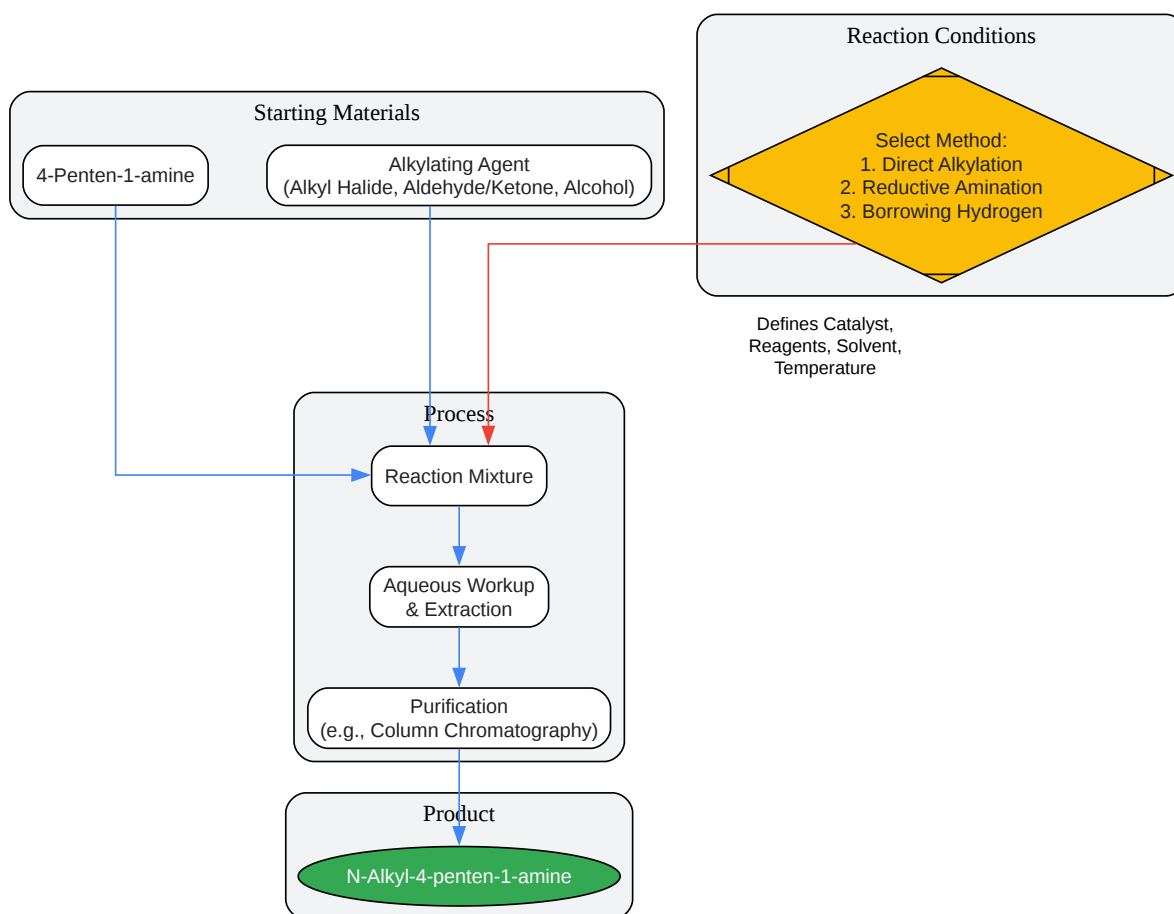 Reaction Conditions
Select Method:
1. Direct Alkylation
2. Reductive Amination
3. Borrowing Hydrogen
Starting Materials
4-Penten-1-amine
Alkylating Agent
(Alkyl Halide, Aldehyde/Ketone, Alcohol)
Defines Catalyst,
Reagents, Solvent,
Temperature
Process
Reaction Mixture
Aqueous Workup
& Extraction
Purification
(e.g., Column Chromatography)
Product
N-Alkyl-4-penten-1-amine